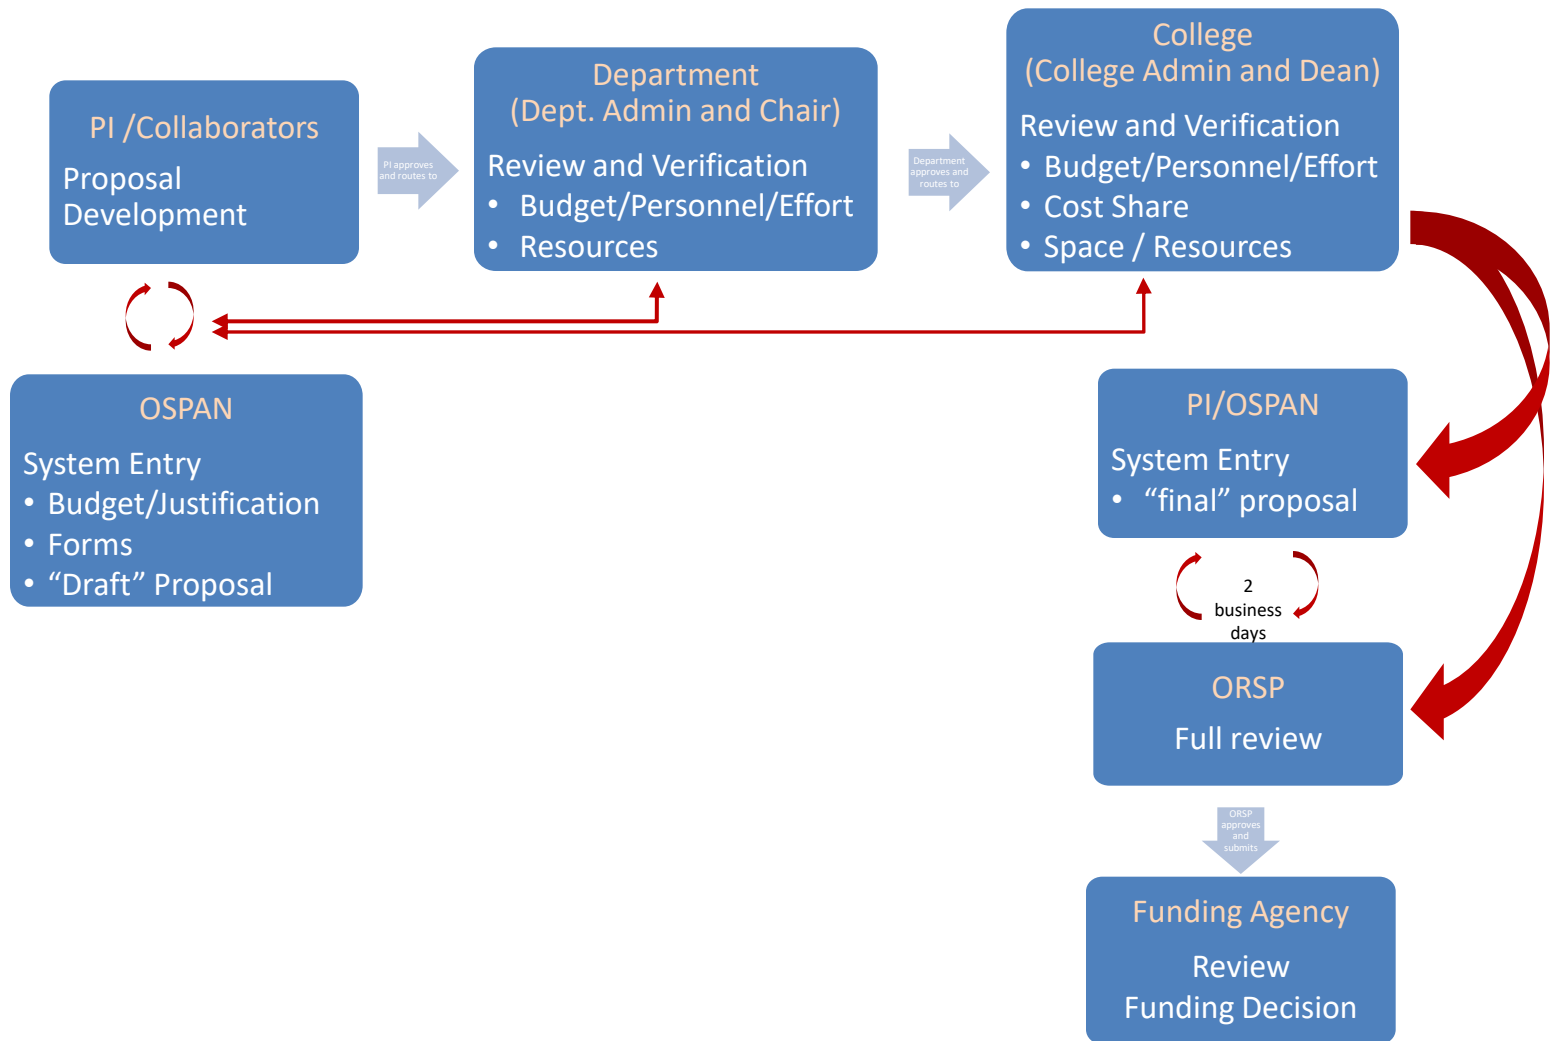 PI /Collaborators
Proposal
Development
PI approves
and routes to
Department
(Dept. Admin and Chair)
Review and Verification
• Budget/Personnel/Effort
• Resources
Department
approves and
routes to
College
(College Admin and Dean)
Review and Verification
• Budget/Personnel/Effort
• Cost Share
• Space / Resources
OSPAN
System Entry
• Budget/Justification
• Forms
• “Draft” Proposal
PI/OSPAN
System Entry
• “final” proposal
2
business
days
ORSP
Full review
ORSP
approves
and
submits
Funding Agency
Review
Funding Decision